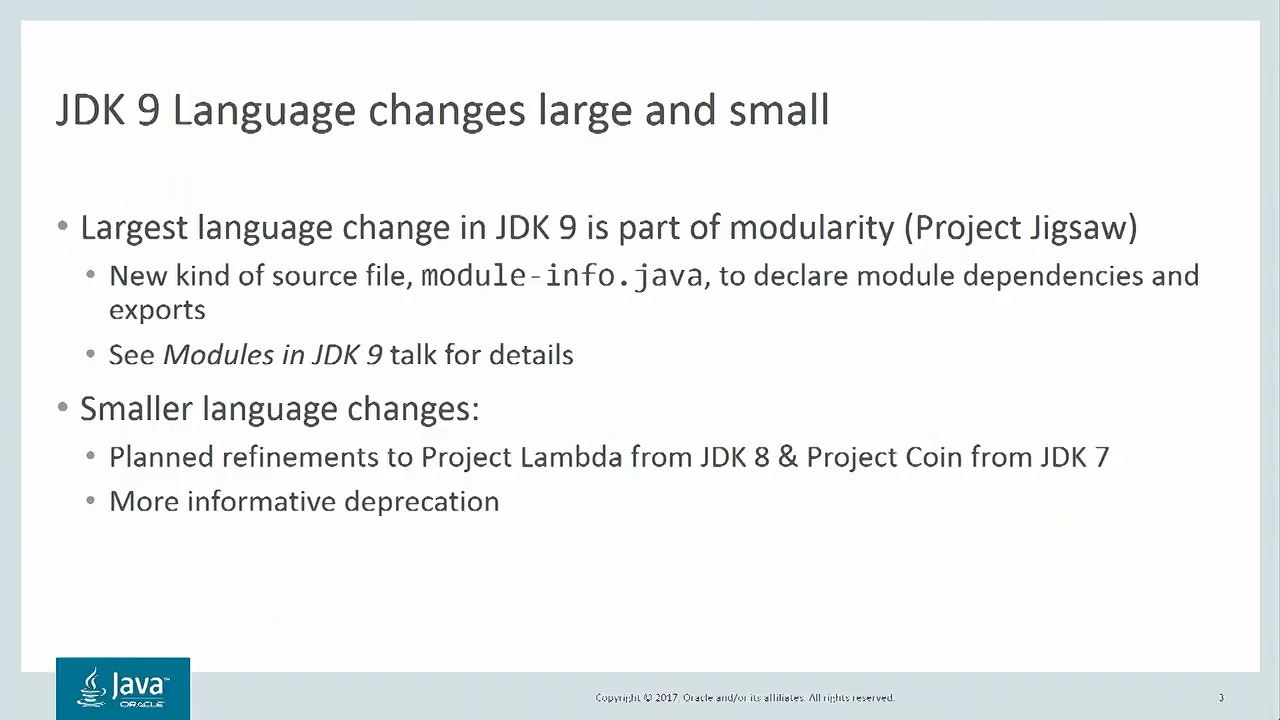 JDK 9 Language changes large and small
• Largest language change in JDK 9 is part of modularity (Project Jigsaw)
• New kind of source file, module-info.java, to declare module dependencies and
exports
• See Modules in JDK 9 talk for details
• Smaller language changes:
• Planned refinements to Project Lambda from JDK 8 & Project Coin from JDK 7
• More informative deprecation
Java™
ORACLE
Copyright © 2017, Oracle and/or its affiliates. All rights reserved.
3